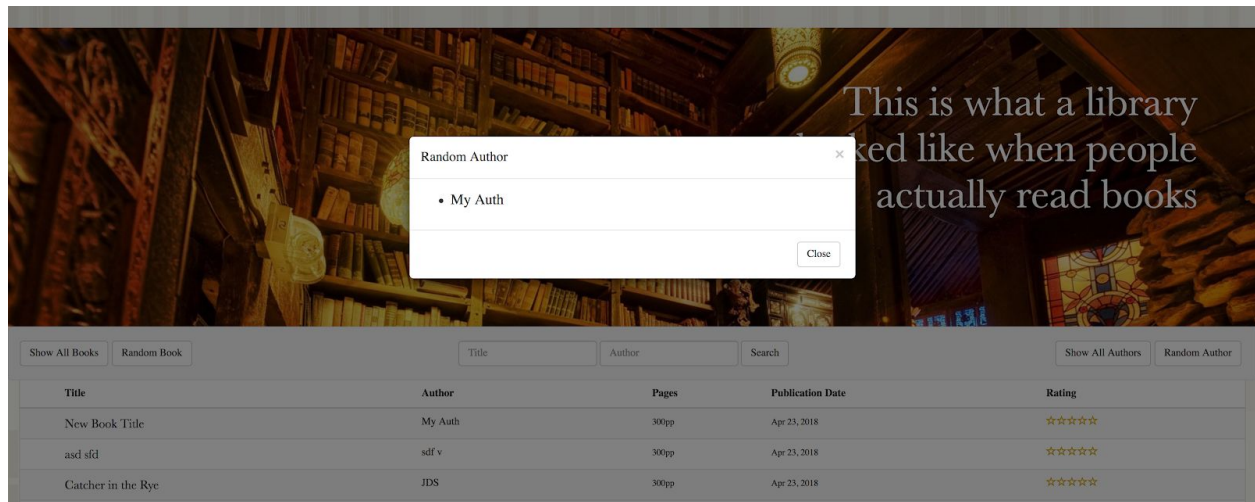 This is what a library
ked like when people
actually read books
Random Author ×
• My Auth
Close
Show All Books Random Book Title Author Search Show All Authors Random Author
Title Author Pages Publication Date Rating
New Book Title My Auth 300pp Apr 23, 2018 ☆☆☆☆☆
asd sfd sdf v 300pp Apr 23, 2018 ☆☆☆☆☆
Catcher in the Rye JDS 300pp Apr 23, 2018 ☆☆☆☆☆